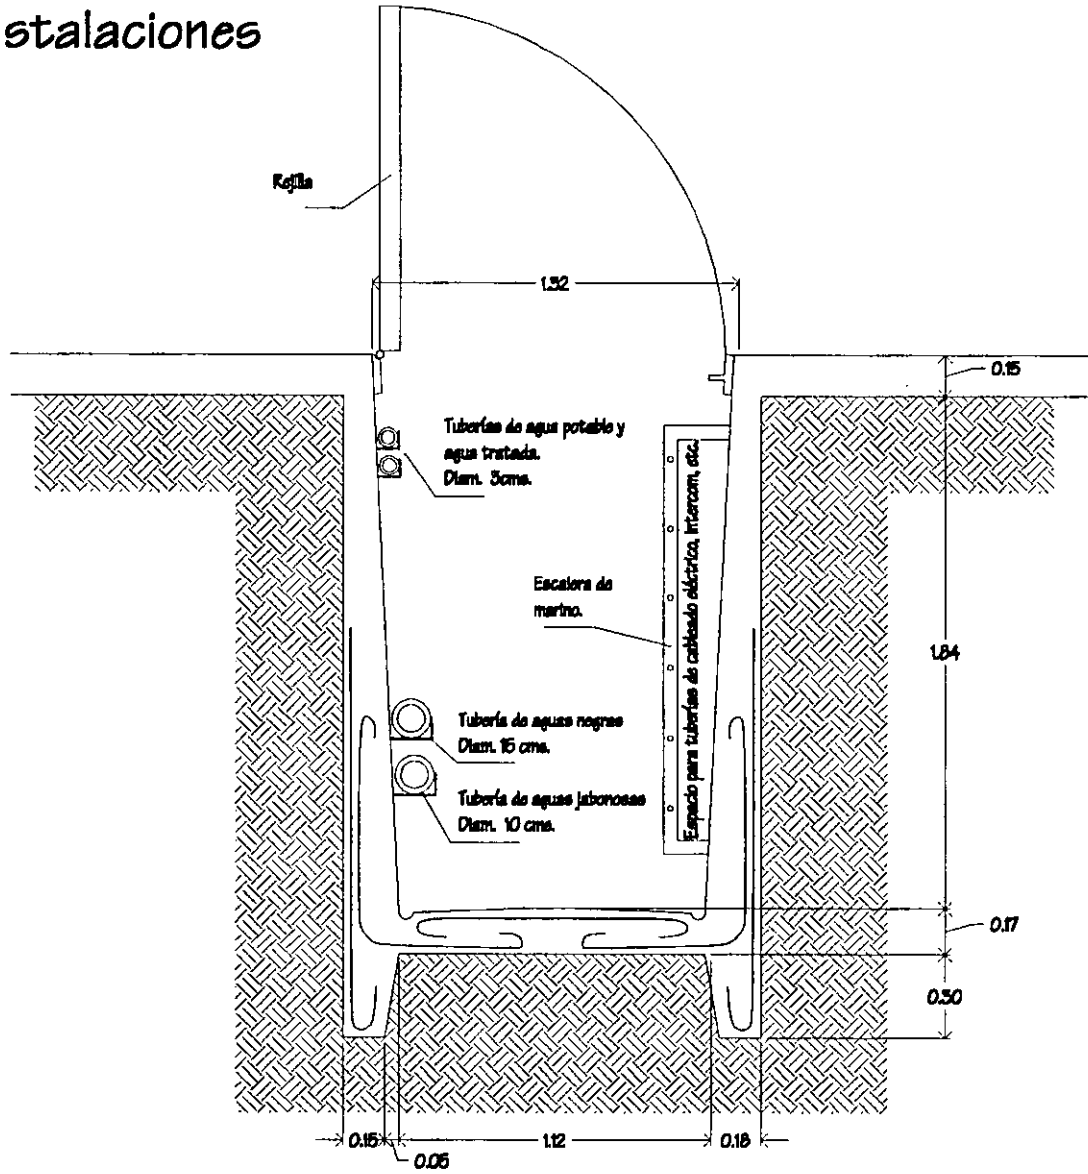 stalaciones
Rejilla
1.32
0.15
Tuberías de agua potable y
agua tratada.
Diam. 3cms.
Espacio para tuberías de cableado eléctrico, intercom, etc.
Escalera de
marino.
1.84
Tubería de aguas negras
Diam. 15 cms.
Tubería de aguas jabonosas
Diam. 10 cms.
0.17
0.30
0.15
1.12
0.18
0.05